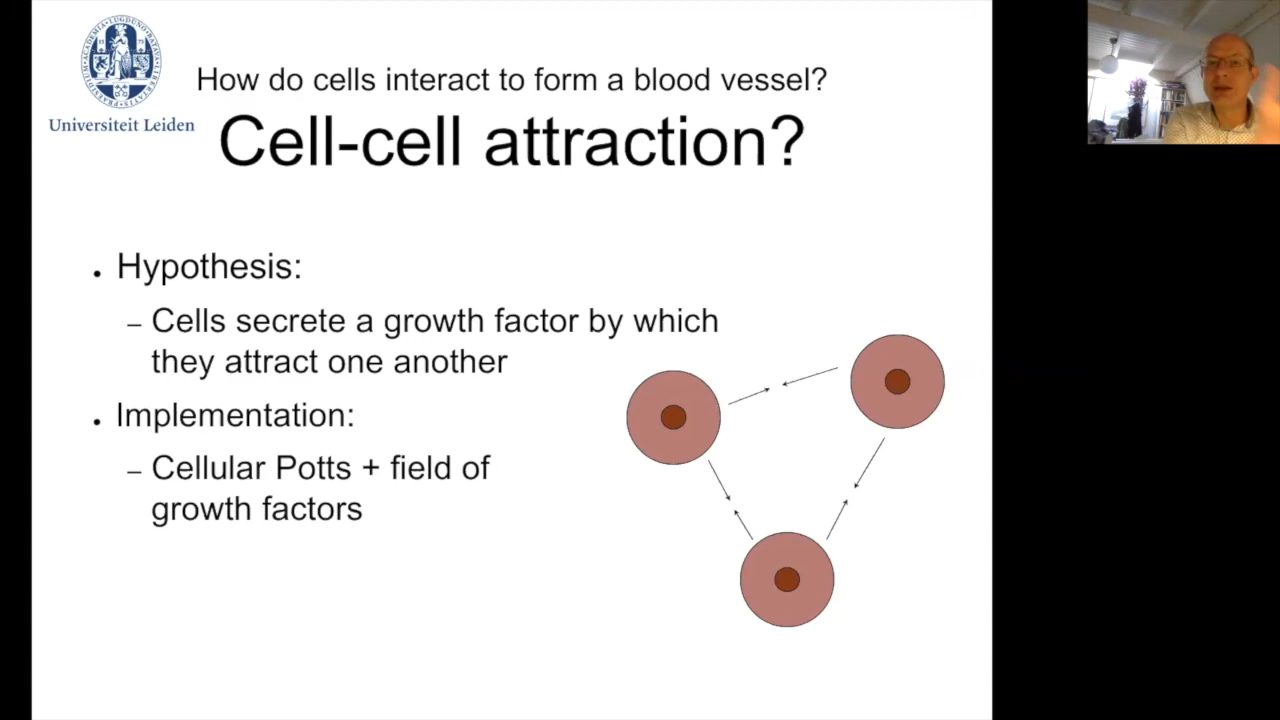 How do cells interact to form a blood vessel?
Universiteit Leiden
Cell-cell attraction?
• Hypothesis:
– Cells secrete a growth factor by which
they attract one another
• Implementation:
– Cellular Potts + field of
growth factors